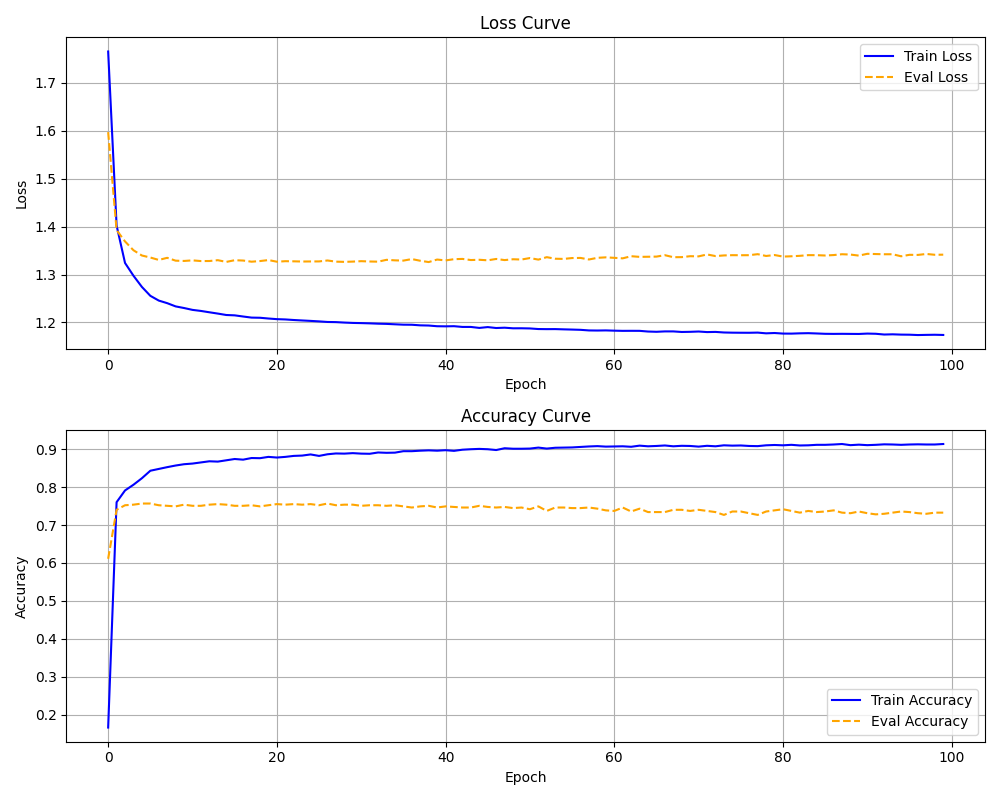 Loss Curve
Train Loss
Eval Loss
1.7
1.6
1.5
1.4
1.3
1.2
Loss
0
20
40
60
80
100
Epoch
Accuracy Curve
0.9
0.8
0.7
0.6
0.5
0.4
0.3
0.2
Accuracy
Train Accuracy
Eval Accuracy
0
20
40
60
80
100
Epoch